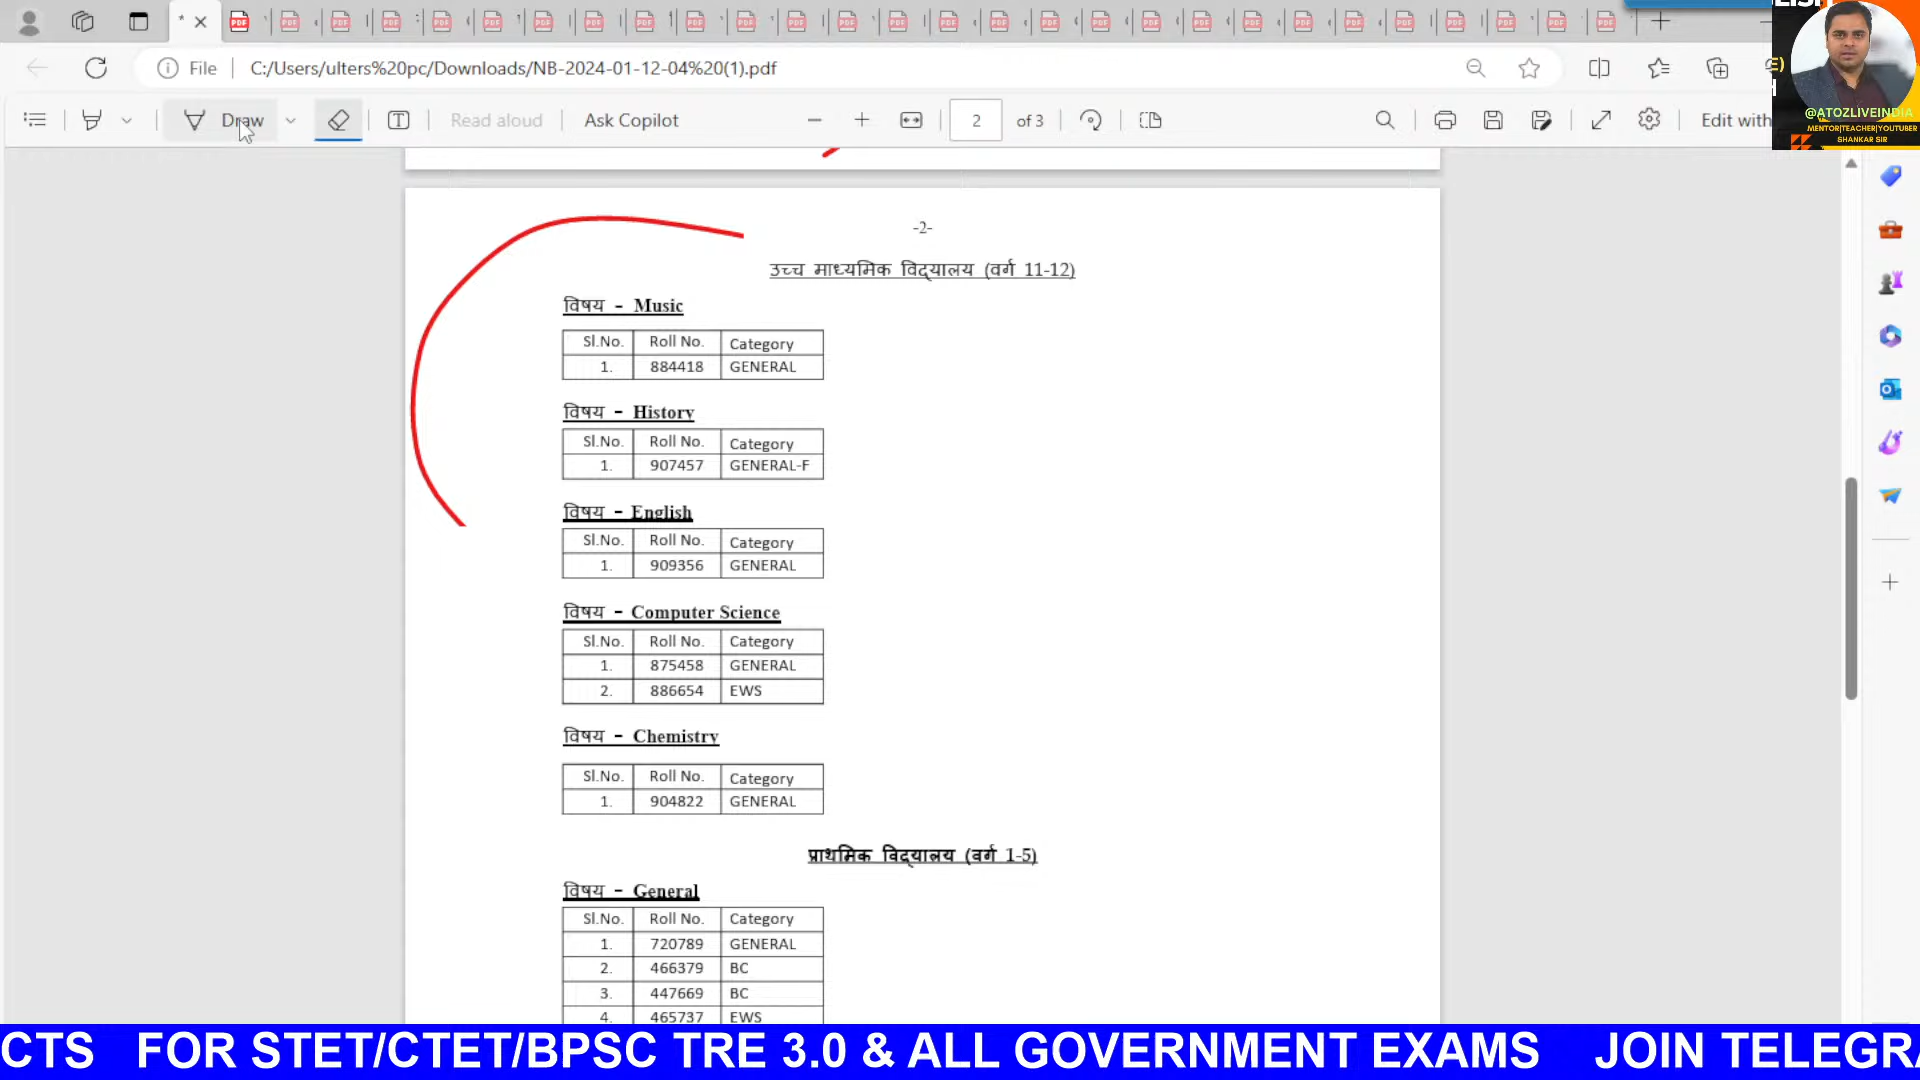 File
C:/Users/ulters%20pc/Downloads/NB-2024-01-12-04%20(1).pdf
Draw
Read aloud
Ask Copilot
2
of 3
Edit with
@ATOZLIVEINDIA
MENTOR|TEACHER|YOUTUBER
SHANKAR SIR
-2-
उच्च माध्यमिक विद्यालय (वर्ग 11-12)
विषय - Music
Sl.No. Roll No. Category
1. 884418 GENERAL
विषय - History
Sl.No. Roll No. Category
1. 907457 GENERAL-F
विषय - English
Sl.No. Roll No. Category
1. 909356 GENERAL
विषय - Computer Science
Sl.No. Roll No. Category
1. 875458 GENERAL
2. 886654 EWS
विषय - Chemistry
Sl.No. Roll No. Category
1. 904822 GENERAL
प्राथमिक विद्यालय (वर्ग 1-5)
विषय - General
Sl.No. Roll No. Category
1. 720789 GENERAL
2. 466379 BC
3. 447669 BC
4. 465737 EWS
CTS FOR STET/CTET/BPSC TRE 3.0 & ALL GOVERNMENT EXAMS JOIN TELEGRA